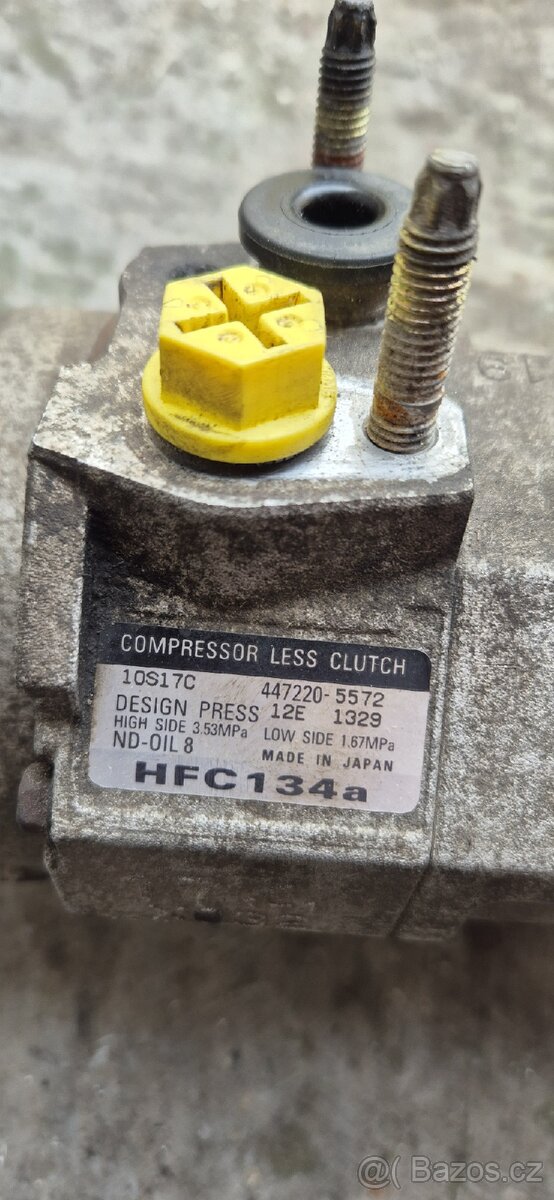 COMPRESSOR LESS CLUTCH
10S17C 447220-5572
DESIGN PRESS 12E 1329
HIGH SIDE 3.53MPa LOW SIDE 1.67MPa
ND-OIL 8 MADE IN JAPAN
HFC134a
@( Bazos.cz